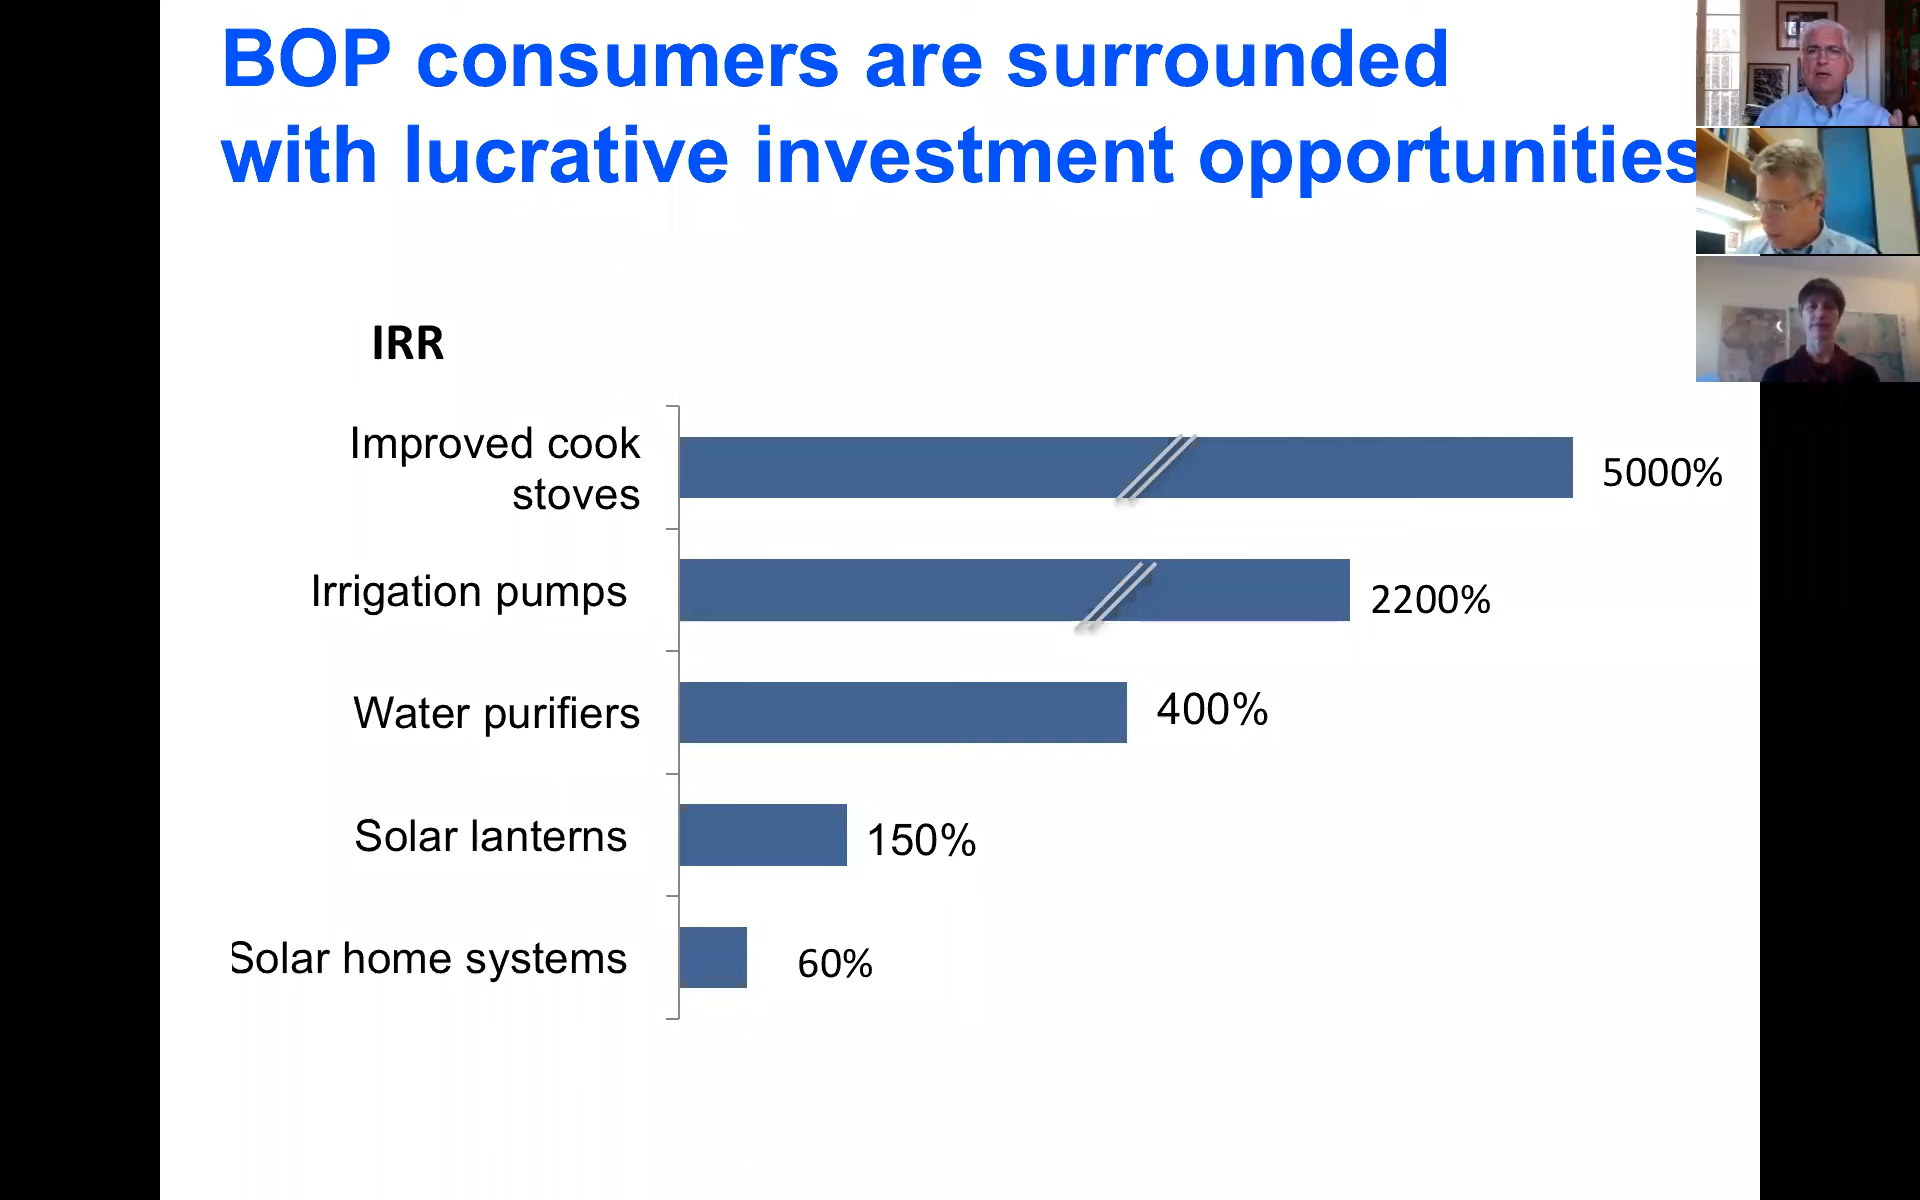 BOP consumers are surrounded
with lucrative investment opportunities
IRR
Improved cook
stoves
5000%
Irrigation pumps
2200%
Water purifiers
400%
Solar lanterns
150%
Solar home systems
60%